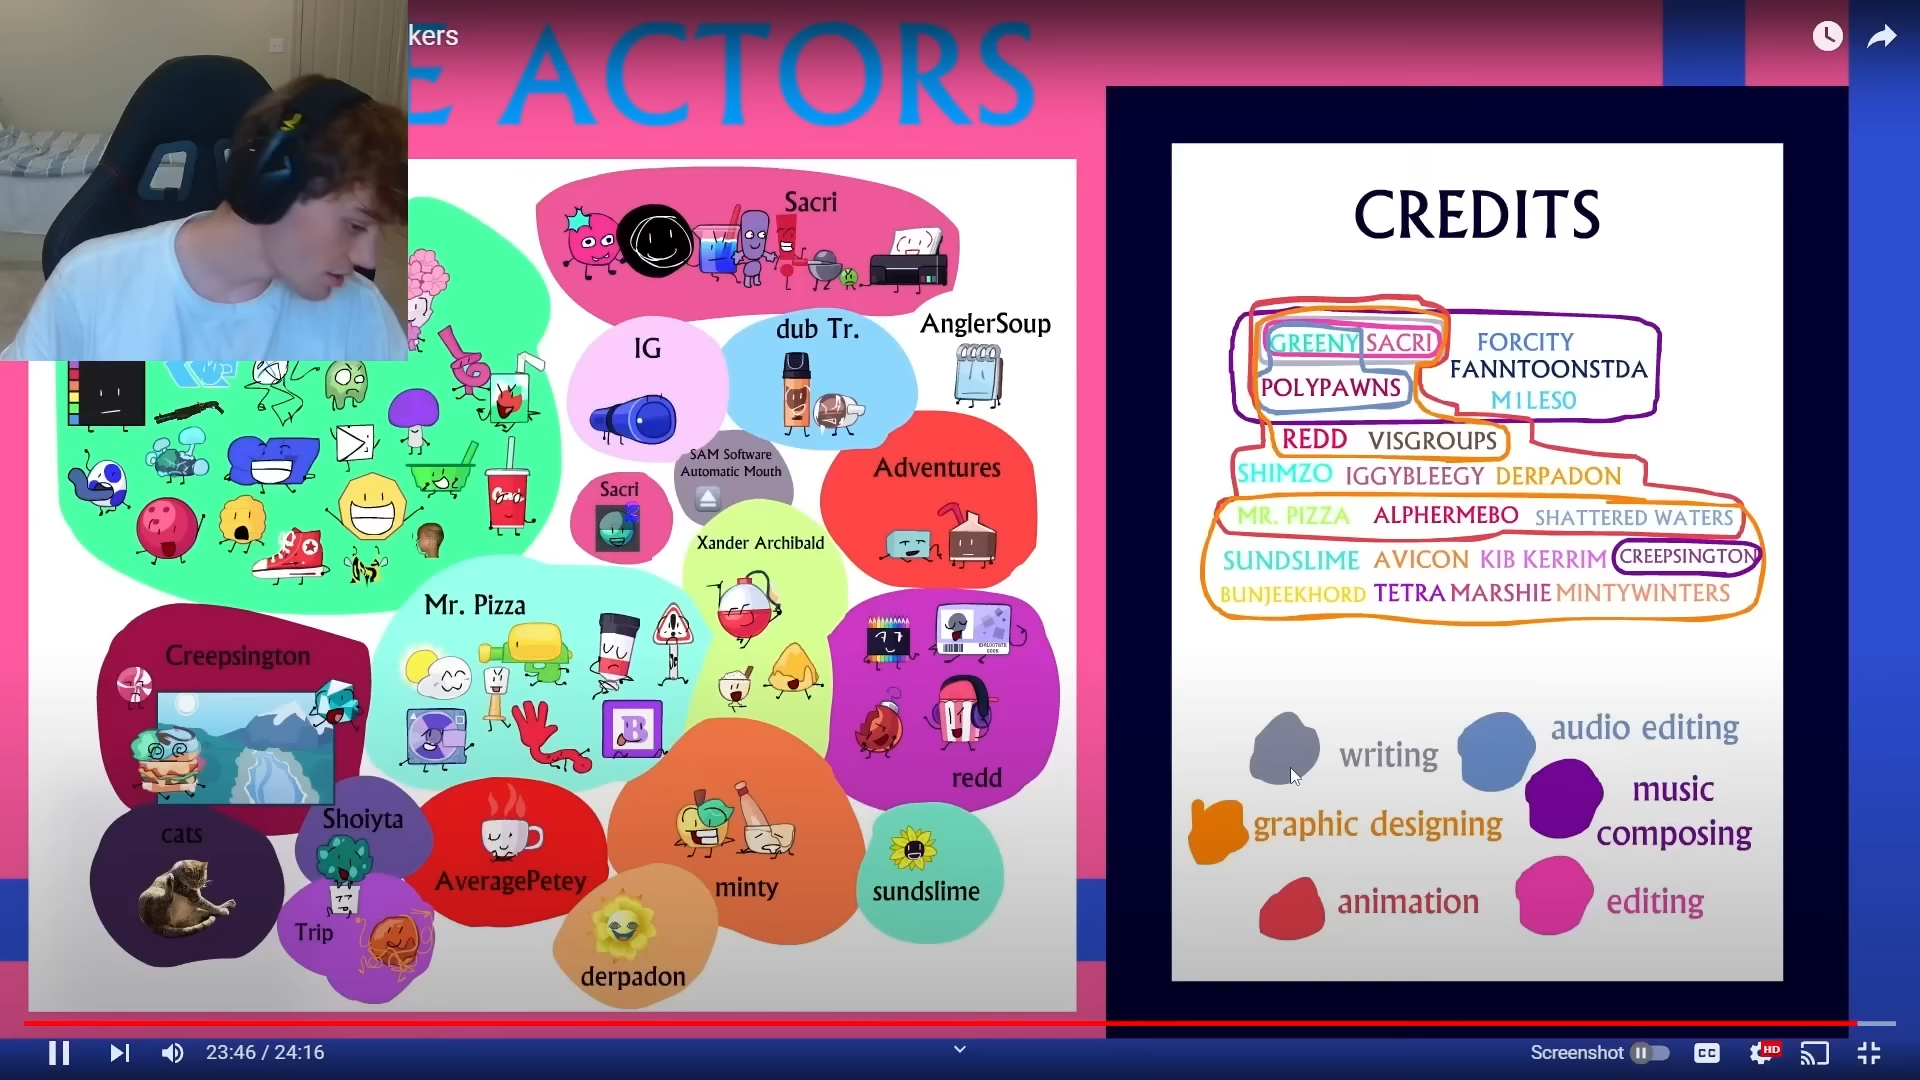 kers
E ACTORS
Sacri
IG
dub Tr.
AnglerSoup
SAM Software
Automatic Mouth
Sacri
Adventures
Xander Archibald
Mr. Pizza
B
Creepsington
redd
cats
Shoiyta
Trip
AveragePetey
minty
derpadon
sundslime
CREDITS
GREENY SACRI FORCITY
FANNTOONSTDA
POLYPAWNS M1LES0
REDD VISGROUPS
SHIMZO IGGYBLEEGY DERPADON
MR. PIZZA ALPHERMEBO SHATTERED WATERS
SUNDSLIME AVICON KIB KERRIM CREEPSINGTON
BUNJEEKHORD TETRA MARSHIE MINTYWINTERS
writing
audio editing
graphic designing
music
composing
animation
editing
23:46 / 24:16
Screenshot
CC
HD